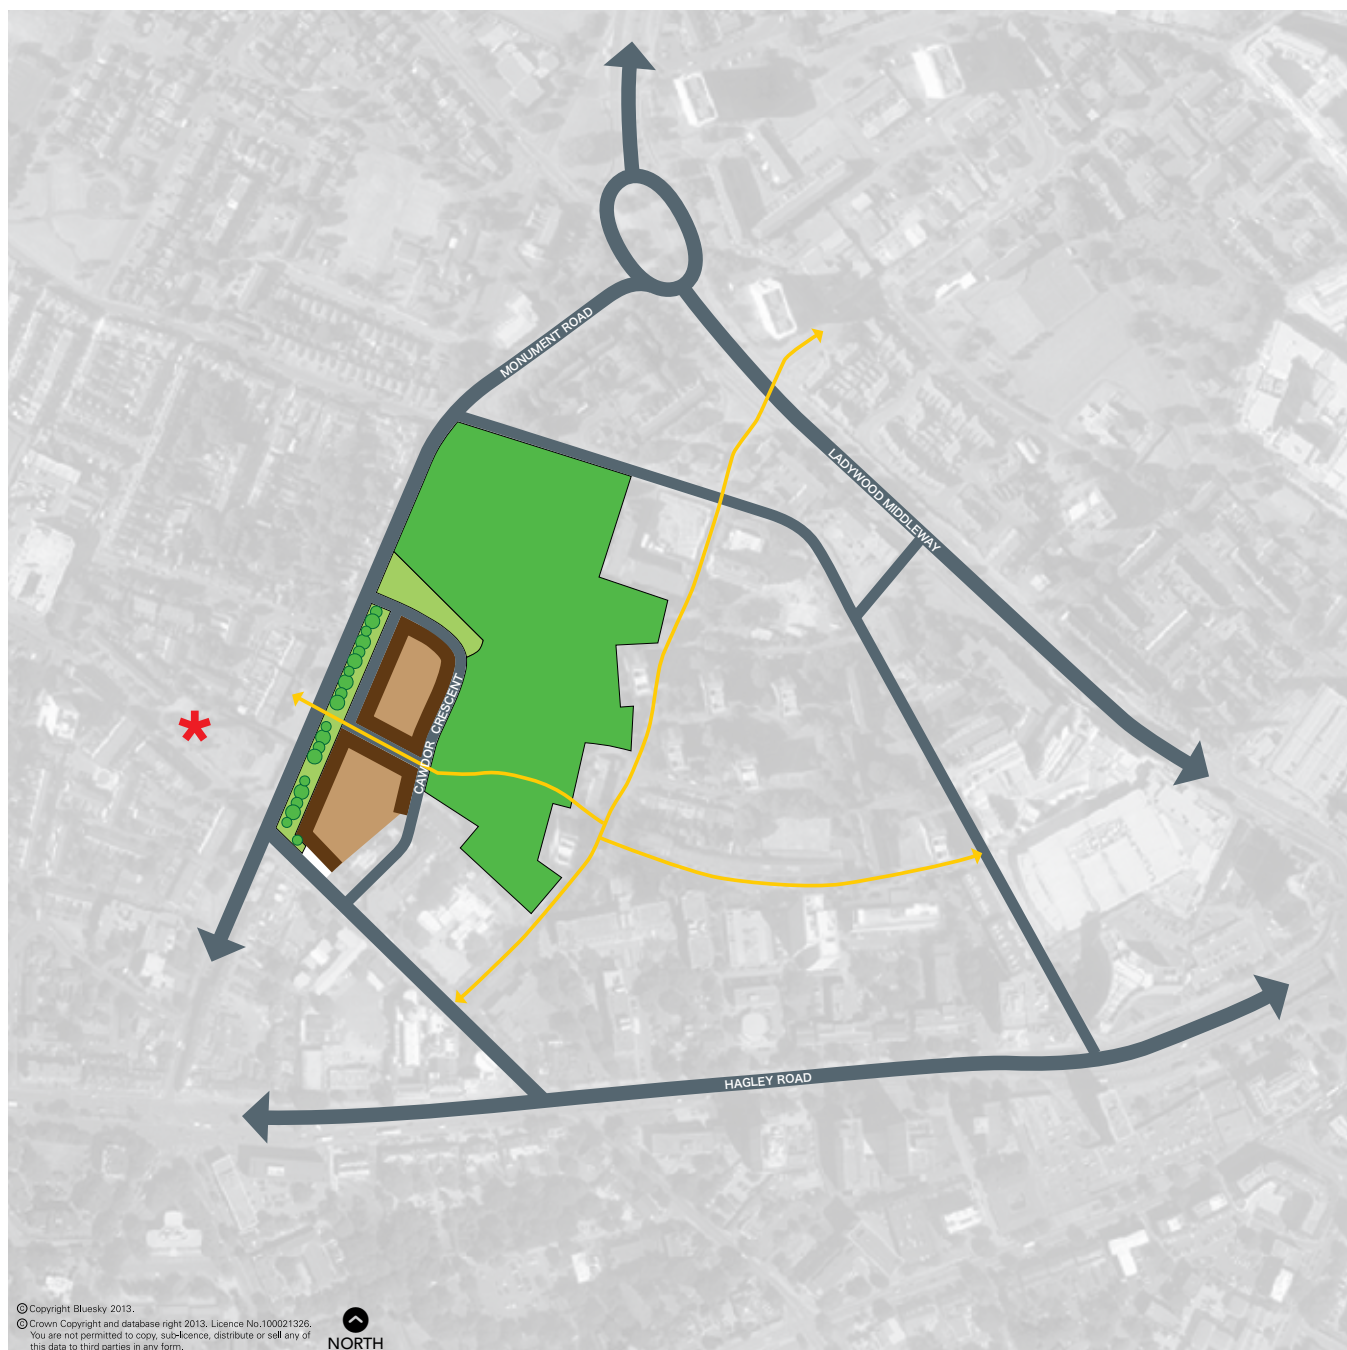 MONUMENT ROAD
LADYWOOD MIDDLEWAY
CAWDOR CRESCENT
HAGLEY ROAD
© Copyright Bluesky 2013.
© Crown Copyright and database right 2013. Licence No.100021326.
You are not permitted to copy, sub-licence, distribute or sell any of
this data to third parties in any form.
NORTH